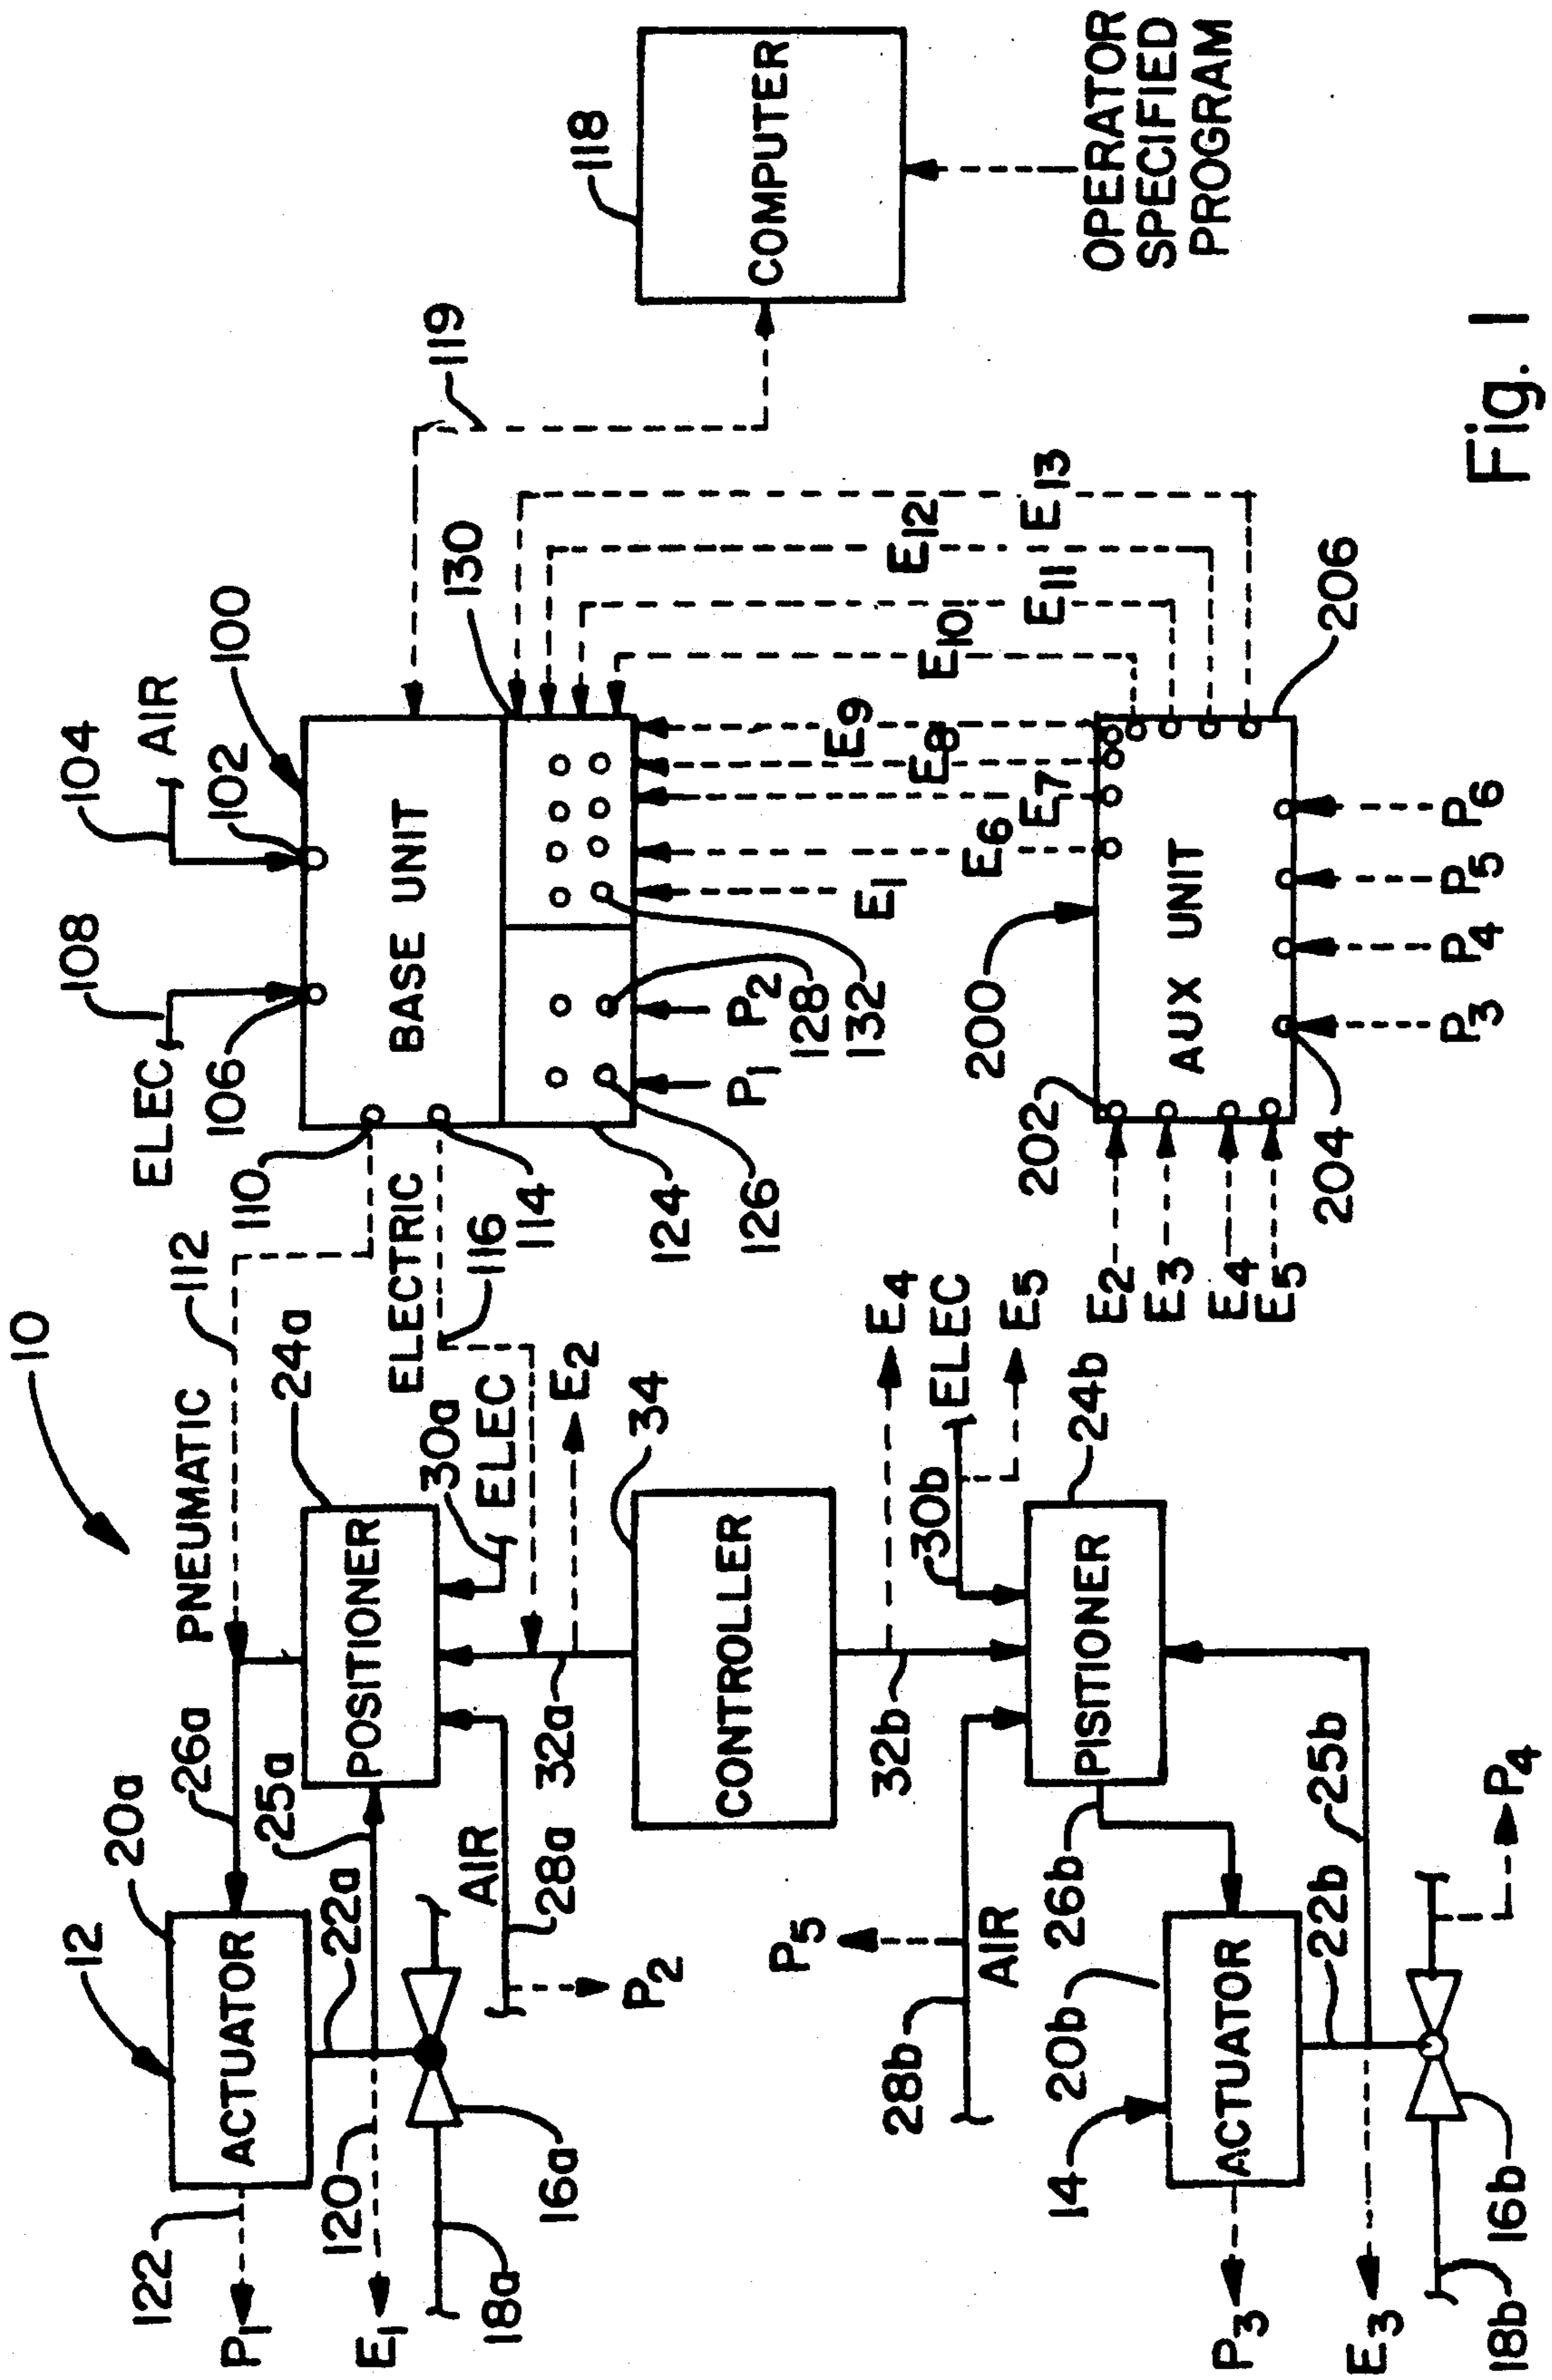 10
12
20a
ACTUATOR
122
P1
26a
PNEUMATIC
112
24a
POSITIONER
25a
22a
120
E1
16a
18a
AIR
28a
P2
30a
ELEC
ELECTRIC
116
32a
E2
34
CONTROLLER
32b
E4
30b
ELEC
E5
24b
PISITIONER
P5
28b
AIR
26b
20b
14
ACTUATOR
P3
22b
25b
E3
16b
18b
P4
108
ELEC
106
104
AIR
102
100
110
114
BASE UNIT
130
124
126
P1
P2
128
132
E1
E6
E7
E8
E9
E10
E11
E12
E13
119
118
COMPUTER
OPERATOR
SPECIFIED
PROGRAM
200
202
AUX UNIT
206
204
E2
E3
E4
E5
P3
P4
P5
P6
Fig. 1